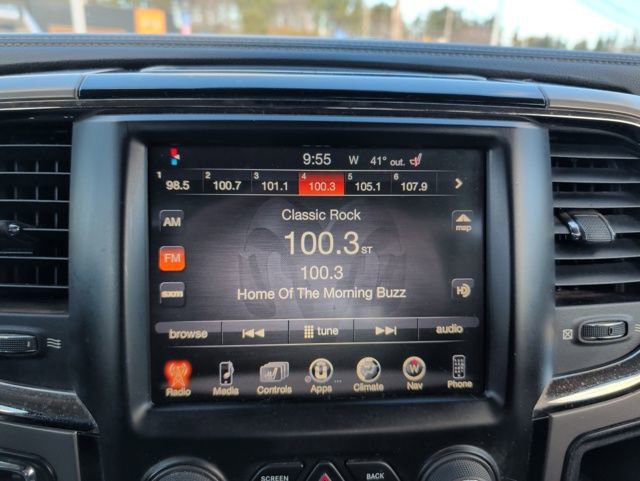 9:55 W 41° out.
1 98.5 2 100.7 3 101.1 4 100.3 5 105.1 6 107.9
AM Classic Rock map
FM 100.3 ST
100.3
sxm Home Of The Morning Buzz HD
browse tune audio
Radio Media Controls Apps Climate W Nav Phone
SCREEN BACK